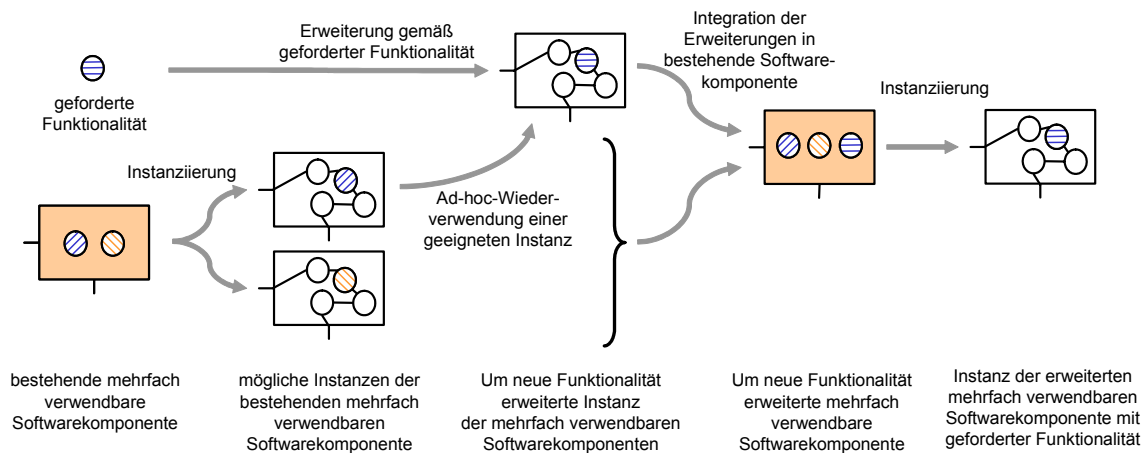 Erweiterung gemäß
geforderter Funktionalität
Integration der
Erweiterungen in
bestehende Software-
komponente
geforderte
Funktionalität
Instanziierung
Instanziierung
Ad-hoc-Wieder-
verwendung einer
geeigneten Instanz
bestehende mehrfach
verwendbare
Softwarekomponente
mögliche Instanzen der
bestehenden mehrfach
verwendbaren
Softwarekomponente
Um neue Funktionalität
erweiterte Instanz
der mehrfach verwendbaren
Softwarekomponenten
Um neue Funktionalität
erweiterte mehrfach
verwendbare
Softwarekomponente
Instanz der erweiterten
mehrfach verwendbaren
Softwarekomponente mit
geforderter Funktionalität